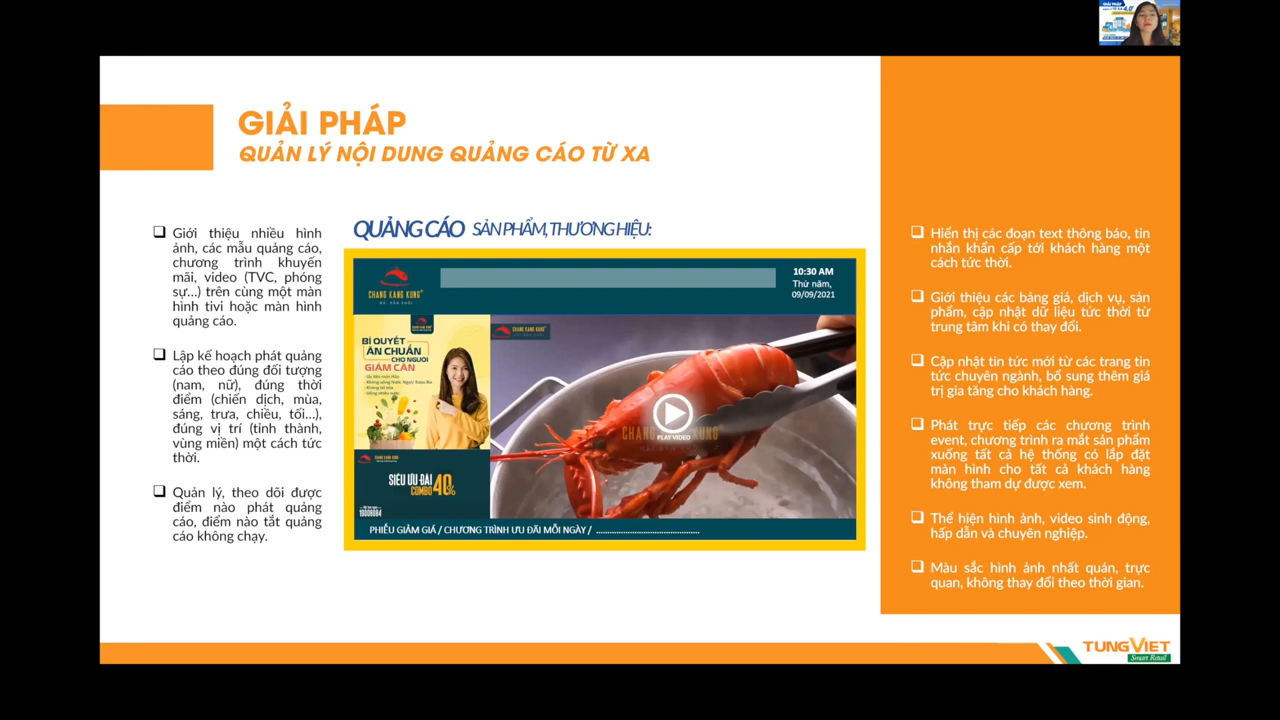 GIẢI PHÁP
QUẢN LÝ NỘI DUNG QUẢNG CÁO TỪ XA
Giới thiệu nhiều hình
ảnh, các mẫu quảng cáo,
chương trình khuyến
mãi, video (TVC, phóng
sự...) trên cùng một màn
hình tivi hoặc màn hình
quảng cáo.
Lập kế hoạch phát quảng
cáo theo đúng đối tượng
(nam, nữ), đúng thời
điểm (chiến dịch, mùa,
sáng, trưa, chiều, tối...),
đúng vị trí (tỉnh thành,
vùng miền) một cách tức
thời.
Quản lý, theo dõi được
điểm nào phát quảng
cáo, điểm nào tắt quảng
cáo không chạy.
QUẢNG CÁO SẢN PHẨM, THƯƠNG HIỆU:
CHANG KANG KUNG
10:30 AM
Thứ năm,
09/09/2021
BÍ QUYẾT
ĂN CHUẨN
CHO NGƯỜI
GIẢM CÂN
CHANG KANG KUNG
PLAY VIDEO
SIÊU ƯU ĐÃI
COMBO 40%
19008084
PHIẾU GIẢM GIÁ / CHƯƠNG TRÌNH ƯU ĐÃI MỖI NGÀY / ........................................
Hiển thị các đoạn text thông báo, tin
nhắn khẩn cấp tới khách hàng một
cách tức thời.
Giới thiệu các bảng giá, dịch vụ, sản
phẩm, cập nhật dữ liệu tức thời từ
trung tâm khi có thay đổi.
Cập nhật tin tức mới từ các trang tin
tức chuyên ngành, bổ sung thêm giá
trị gia tăng cho khách hàng.
Phát trực tiếp các chương trình
event, chương trình ra mắt sản phẩm
xuống tất cả hệ thống có lắp đặt
màn hình cho tất cả khách hàng
không tham dự được xem.
Thể hiện hình ảnh, video sinh động,
hấp dẫn và chuyên nghiệp.
Màu sắc hình ảnh nhất quán, trực
quan, không thay đổi theo thời gian.
TUNGVIET
Smart Retail